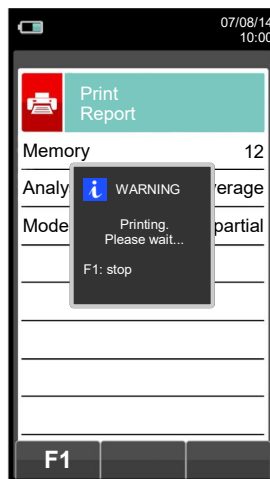 07/08/14
10:00
Print
Report
Memory 12
Analy verage
Mode partial
i WARNING
Printing.
Please wait...
F1: stop
F1